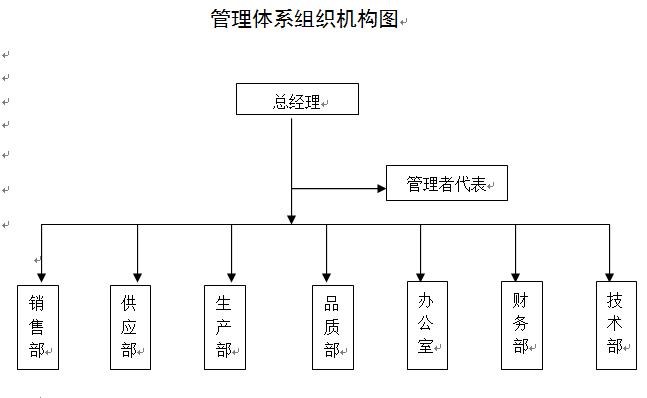 管理体系组织机构图
总经理
管理者代表
销售部
供应部
生产部
品质部
办公室
财务部
技术部